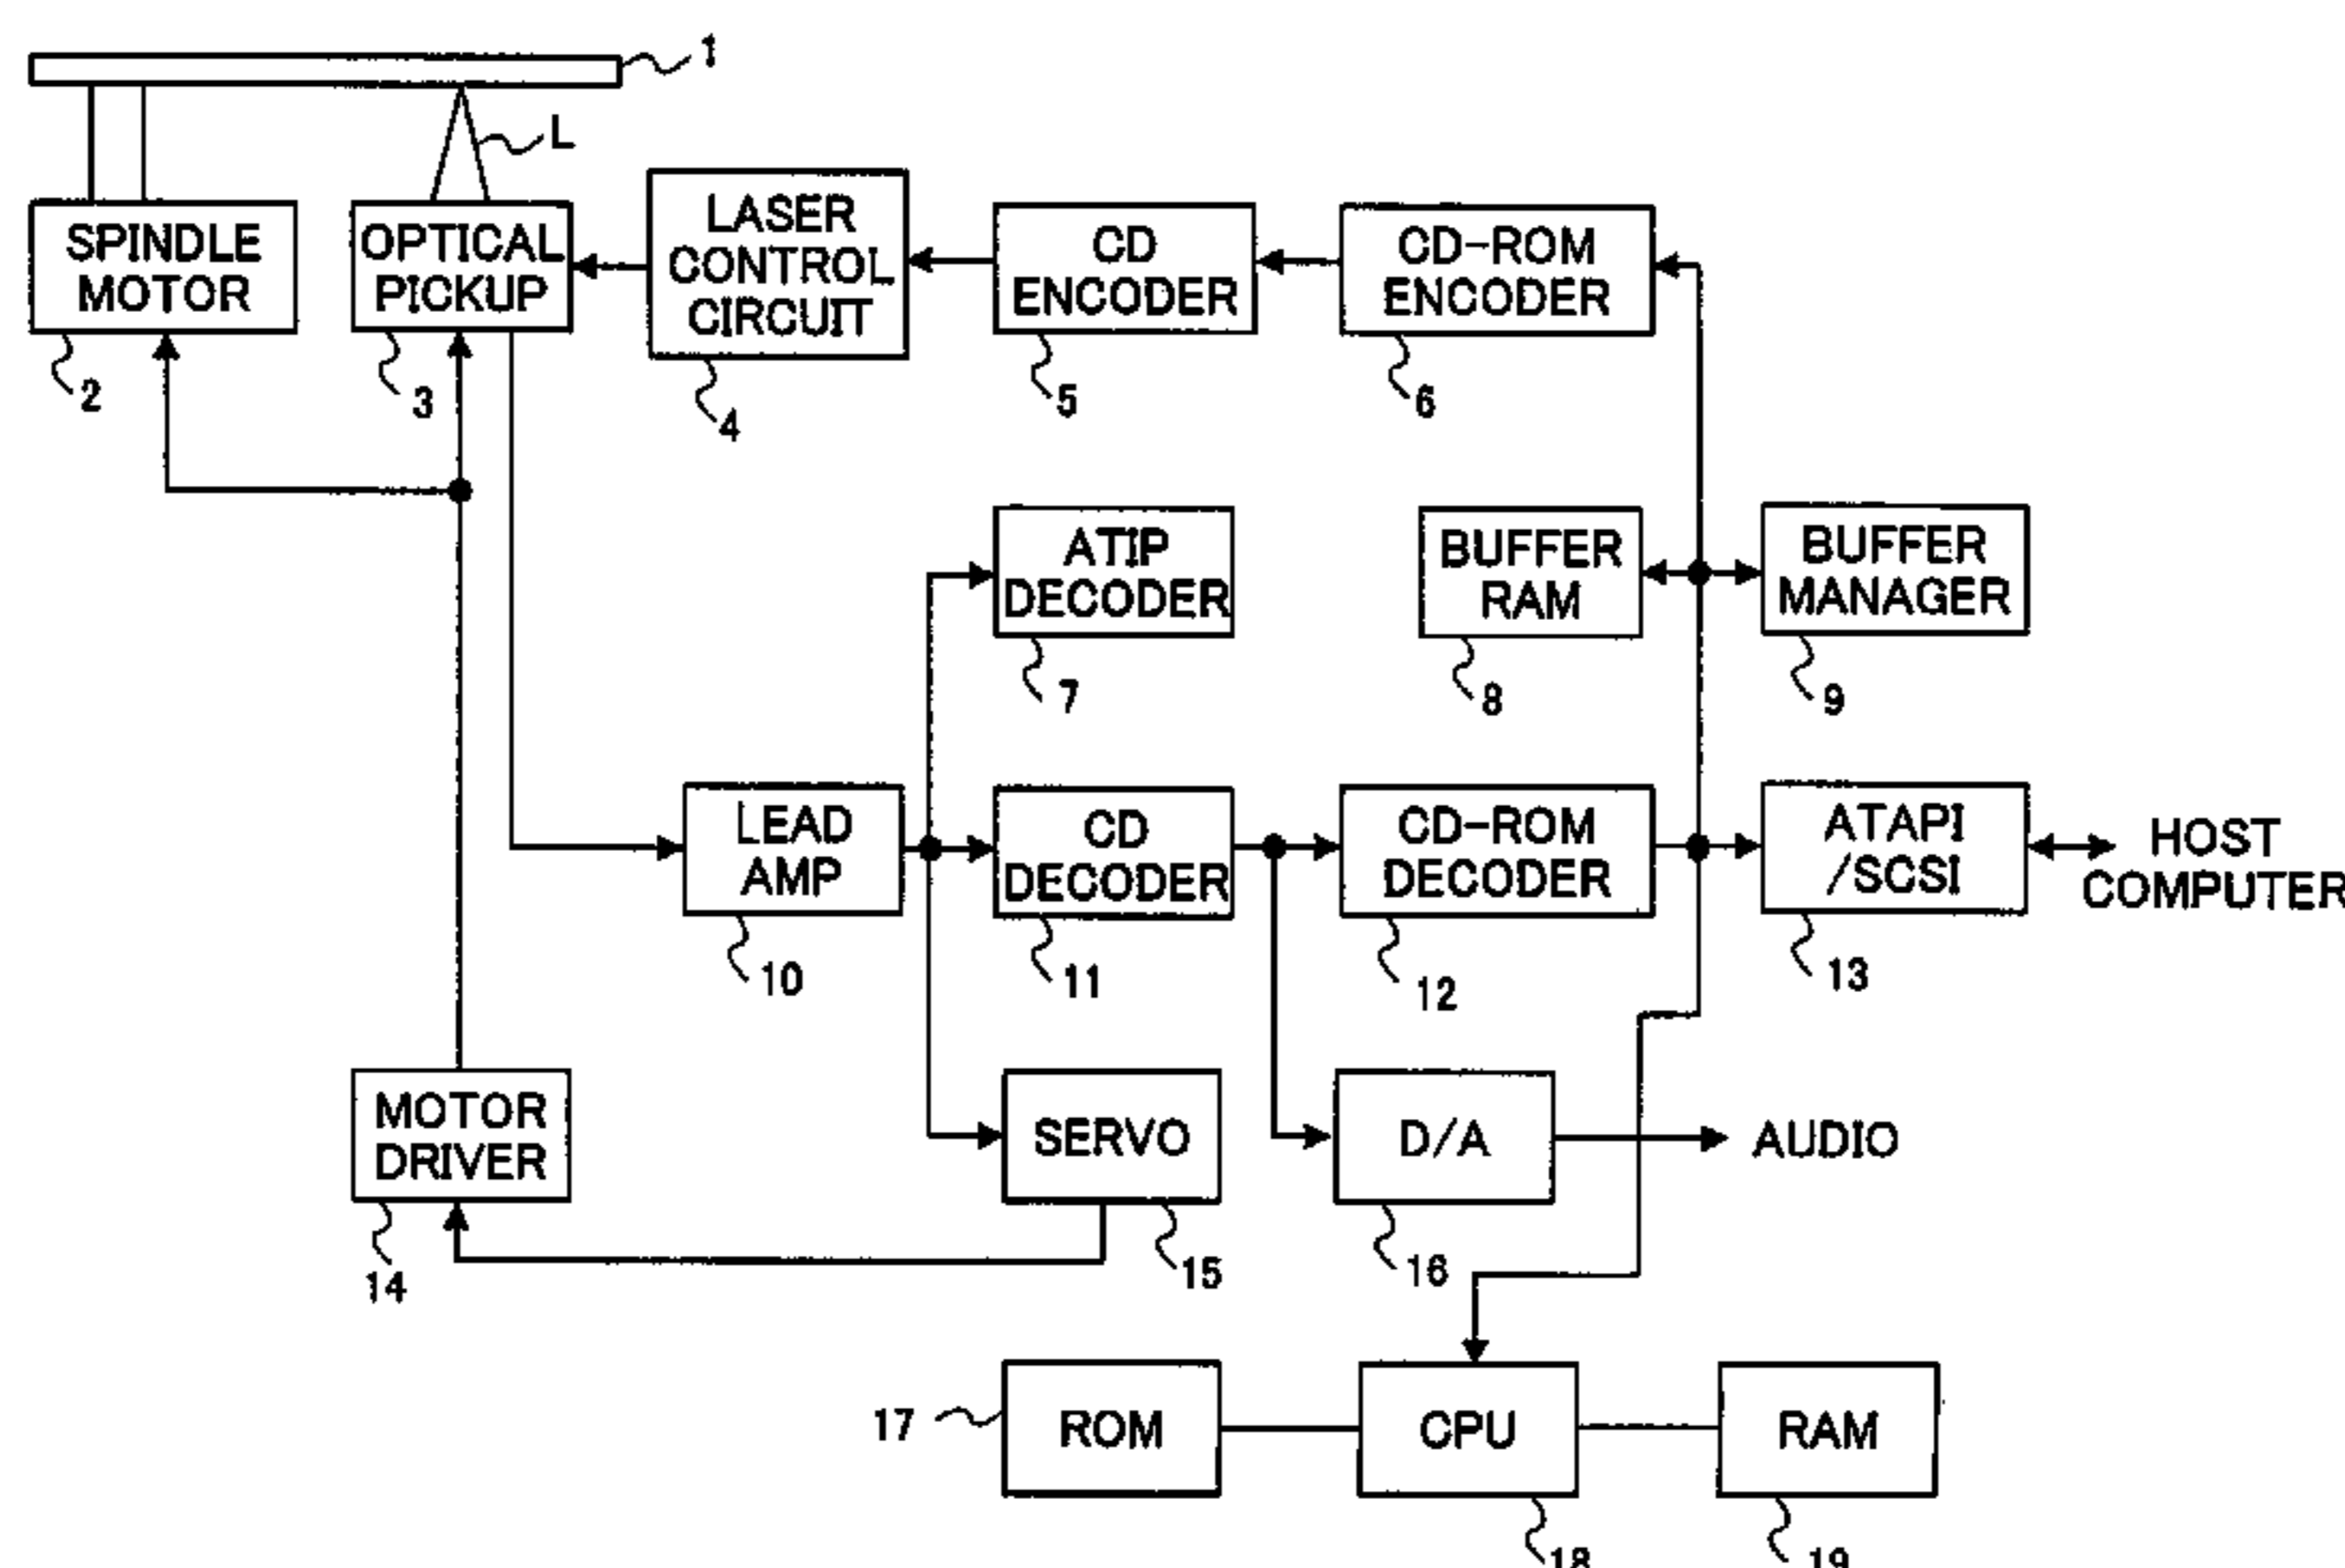 1
L
SPINDLE
MOTOR
2
OPTICAL
PICKUP
3
LASER
CONTROL
CIRCUIT
4
CD
ENCODER
5
CD-ROM
ENCODER
6
ATIP
DECODER
7
BUFFER
RAM
8
BUFFER
MANAGER
9
LEAD
AMP
10
CD
DECODER
11
CD-ROM
DECODER
12
ATAPI
/SCSI
13
HOST
COMPUTER
MOTOR
DRIVER
14
SERVO
15
D/A
16
AUDIO
17
ROM
CPU
18
RAM
19